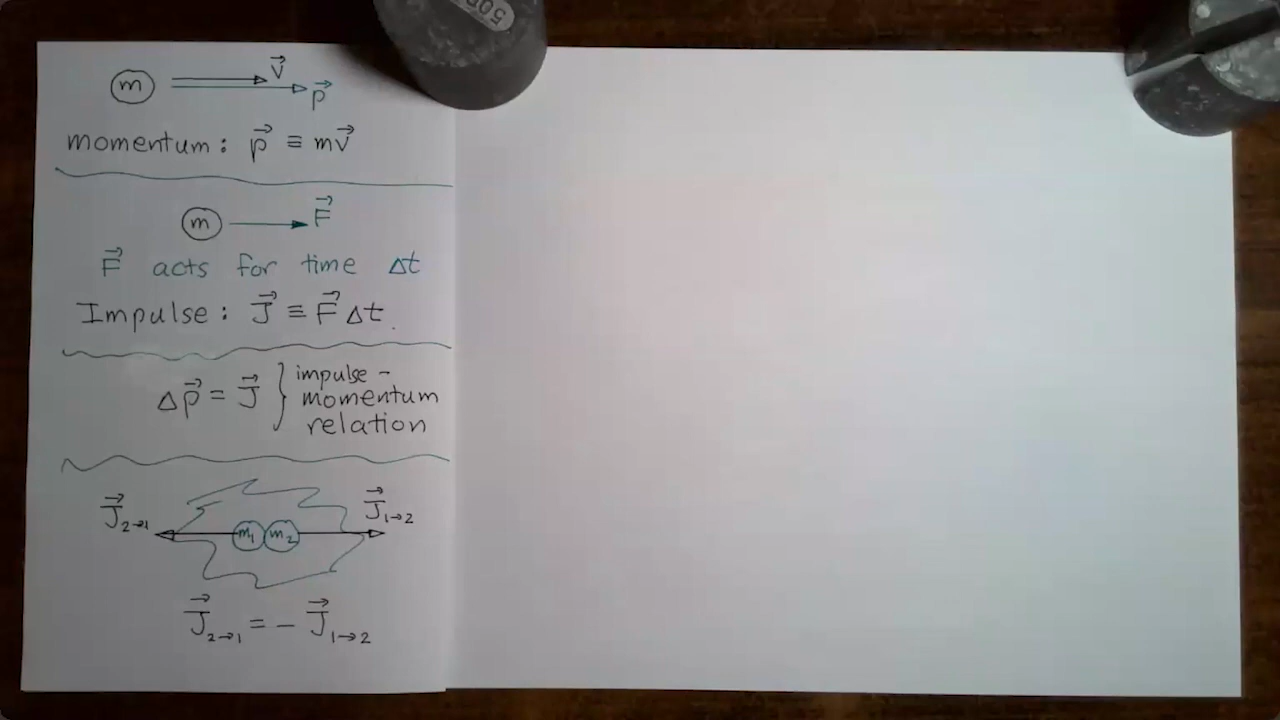 m v⃗
p⃗
momentum: p⃗ ≡ mv⃗
m F⃗
F⃗ acts for time Δt
Impulse: J⃗ ≡ F⃗ Δt.
Δp⃗ = J⃗ } impulse-
momentum
relation
J⃗₂→₁ m₁ m₂ J⃗₁→₂
J⃗₂→₁ = - J⃗₁→₂